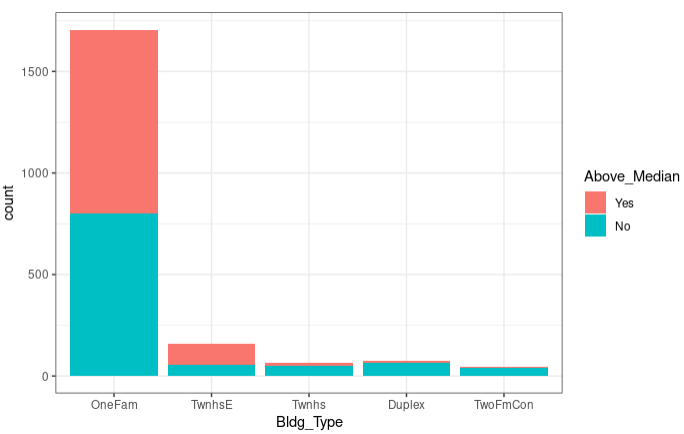 1500
1000
500
0
count
OneFam TwnhsE Twnhs Duplex TwoFmCon
Bldg_Type
Above_Median
Yes
No